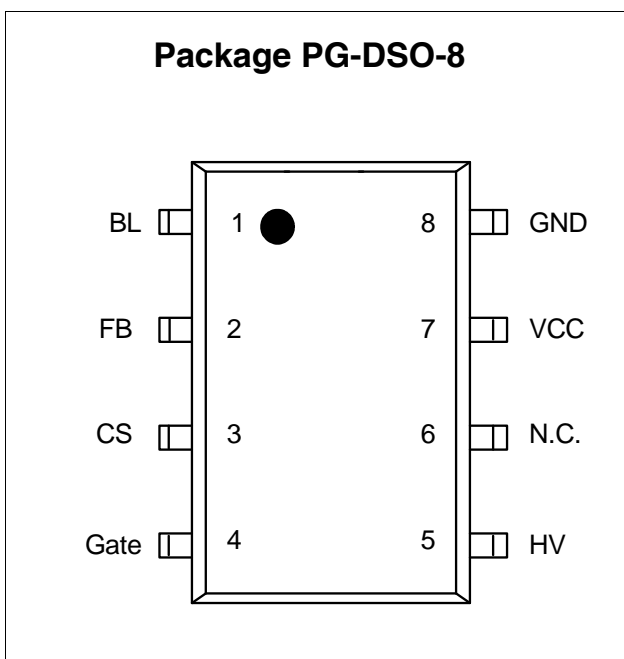 Package PG-DSO-8
BL 1 8 GND
FB 2 7 VCC
CS 3 6 N.C.
Gate 4 5 HV